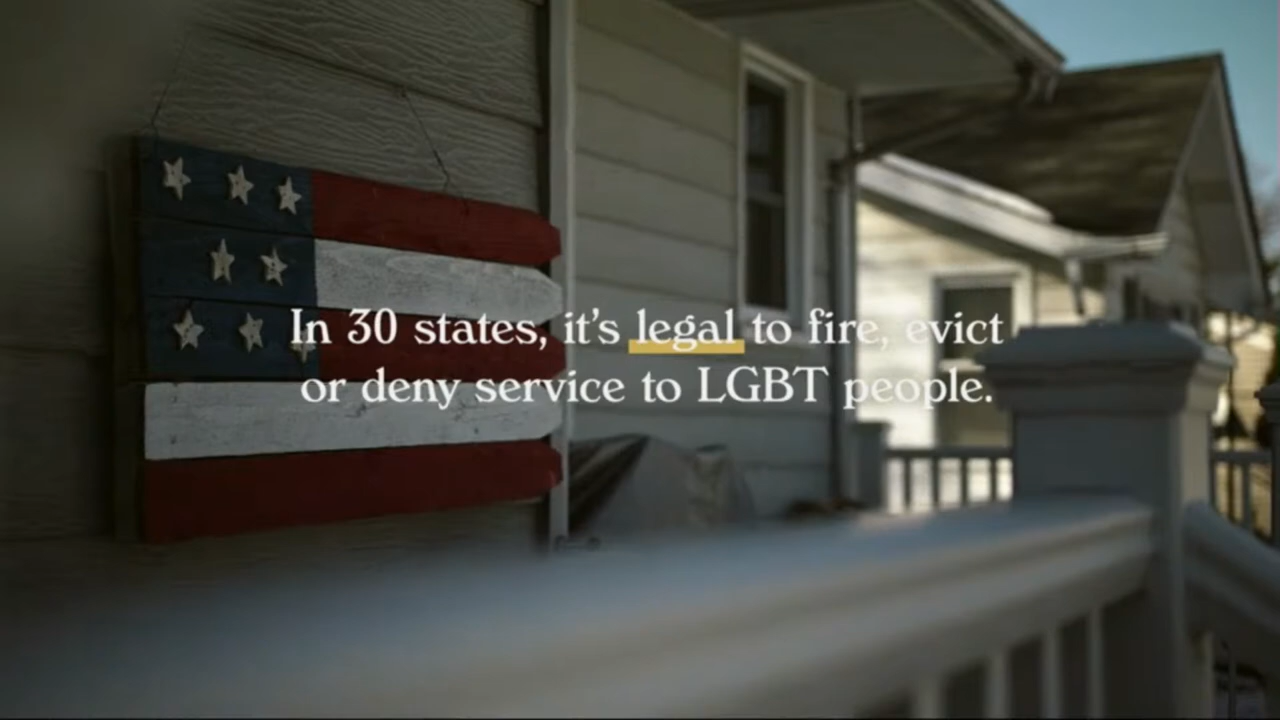 In 30 states, it's legal to fire, evict
or deny service to LGBT people.